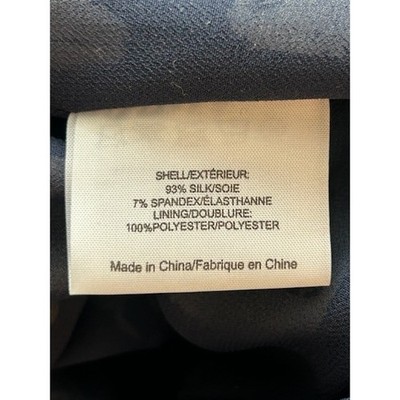 SHELL/EXTÉRIEUR:
93% SILK/SOIE
7% SPANDEX/ÉLASTHANNE
LINING/DOUBLURE:
100%POLYESTER/POLYESTER
Made in China/Fabrique en Chine